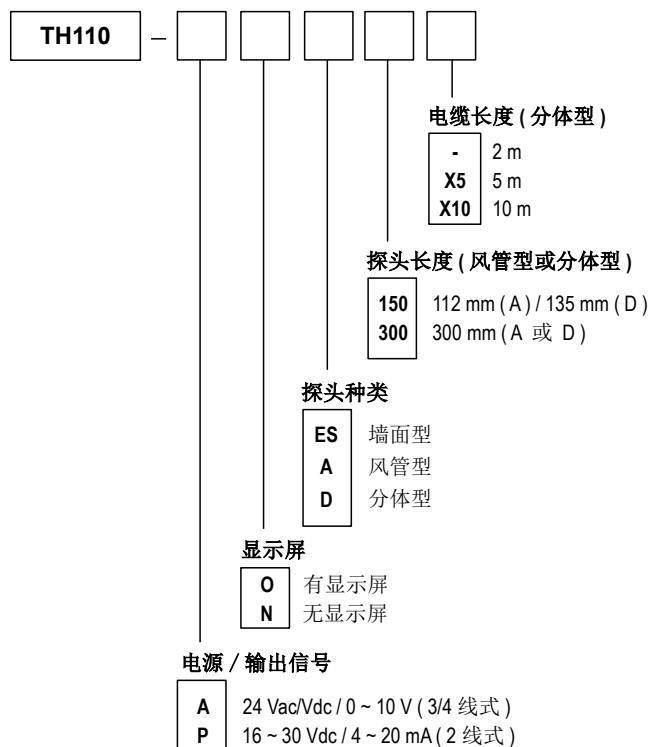 TH110 –
电缆长度 ( 分体型 )
- 2 m
X5 5 m
X10 10 m
探头长度 ( 风管型或分体型 )
150 112 mm ( A ) / 135 mm ( D )
300 300 mm ( A 或 D )
探头种类
ES 墙面型
A 风管型
D 分体型
显示屏
O 有显示屏
N 无显示屏
电源 / 输出信号
A 24 Vac/Vdc / 0 ~ 10 V ( 3/4 线式 )
P 16 ~ 30 Vdc / 4 ~ 20 mA ( 2 线式 )